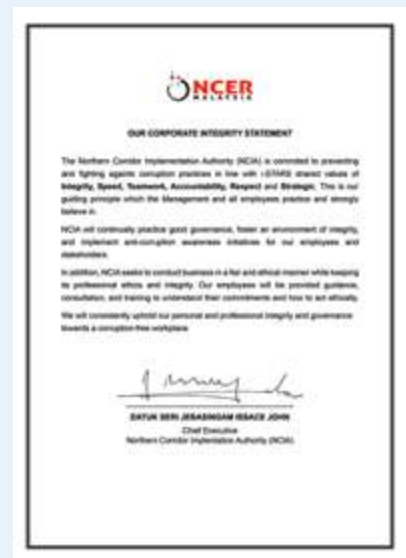 NCER
MALAYSIA
OUR CORPORATE INTEGRITY STATEMENT
The Northern Corridor Implementation Authority (NCIA) is committed to preventing
and fighting against corruption practices in line with i-STARS shared values of
Integrity, Speed, Teamwork, Accountability, Respect and Strategic. This is our
guiding principle which the Management and all employees practice and strongly
believe in.
NCIA will continually practice good governance, foster an environment of integrity,
and implement anti-corruption awareness initiatives for our employees and
stakeholders.
In addition, NCIA seeks to conduct business in a fair and ethical manner while keeping
its professional ethics and integrity. Our employees will be provided guidance,
consultation, and training to understand their commitments and how to act ethically.
We will consistently uphold our personal and professional integrity and governance
towards a corruption-free workplace.
DATUK SERI JEBASINGAM ISSACE JOHN
Chief Executive
Northern Corridor Implementation Authority (NCIA)